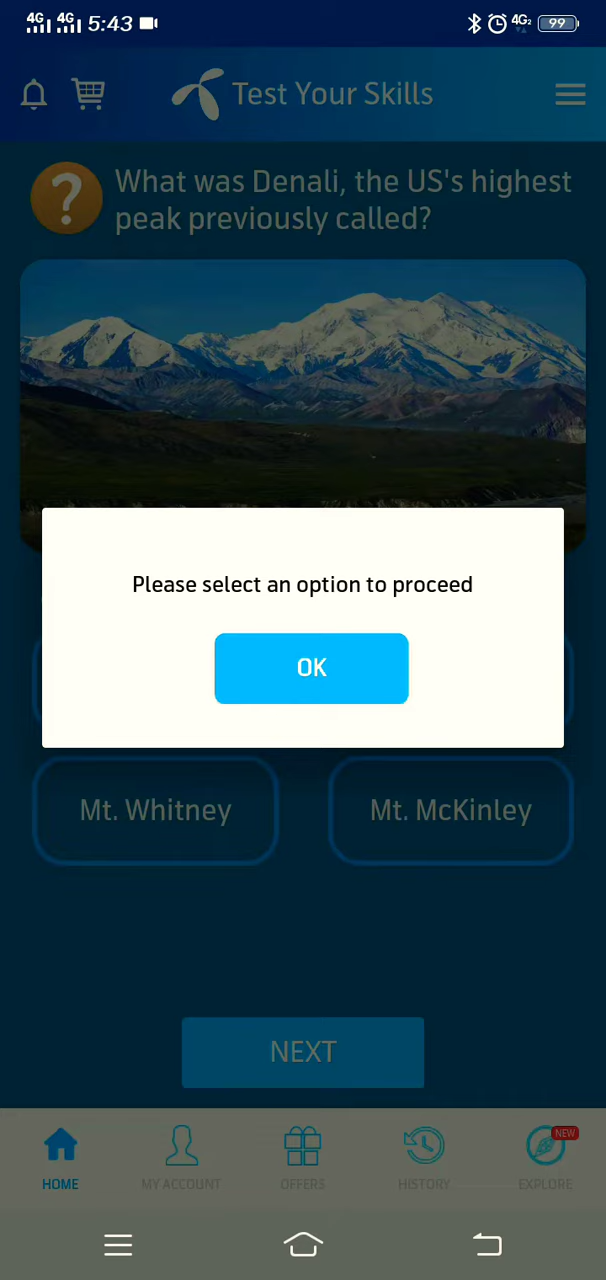 4G 4G 5:43 4G2 99
Test Your Skills
What was Denali, the US's highest
peak previously called?
Please select an option to proceed
OK
Mt. Whitney Mt. McKinley
NEXT
NEW
HOME MY ACCOUNT OFFERS HISTORY EXPLORE